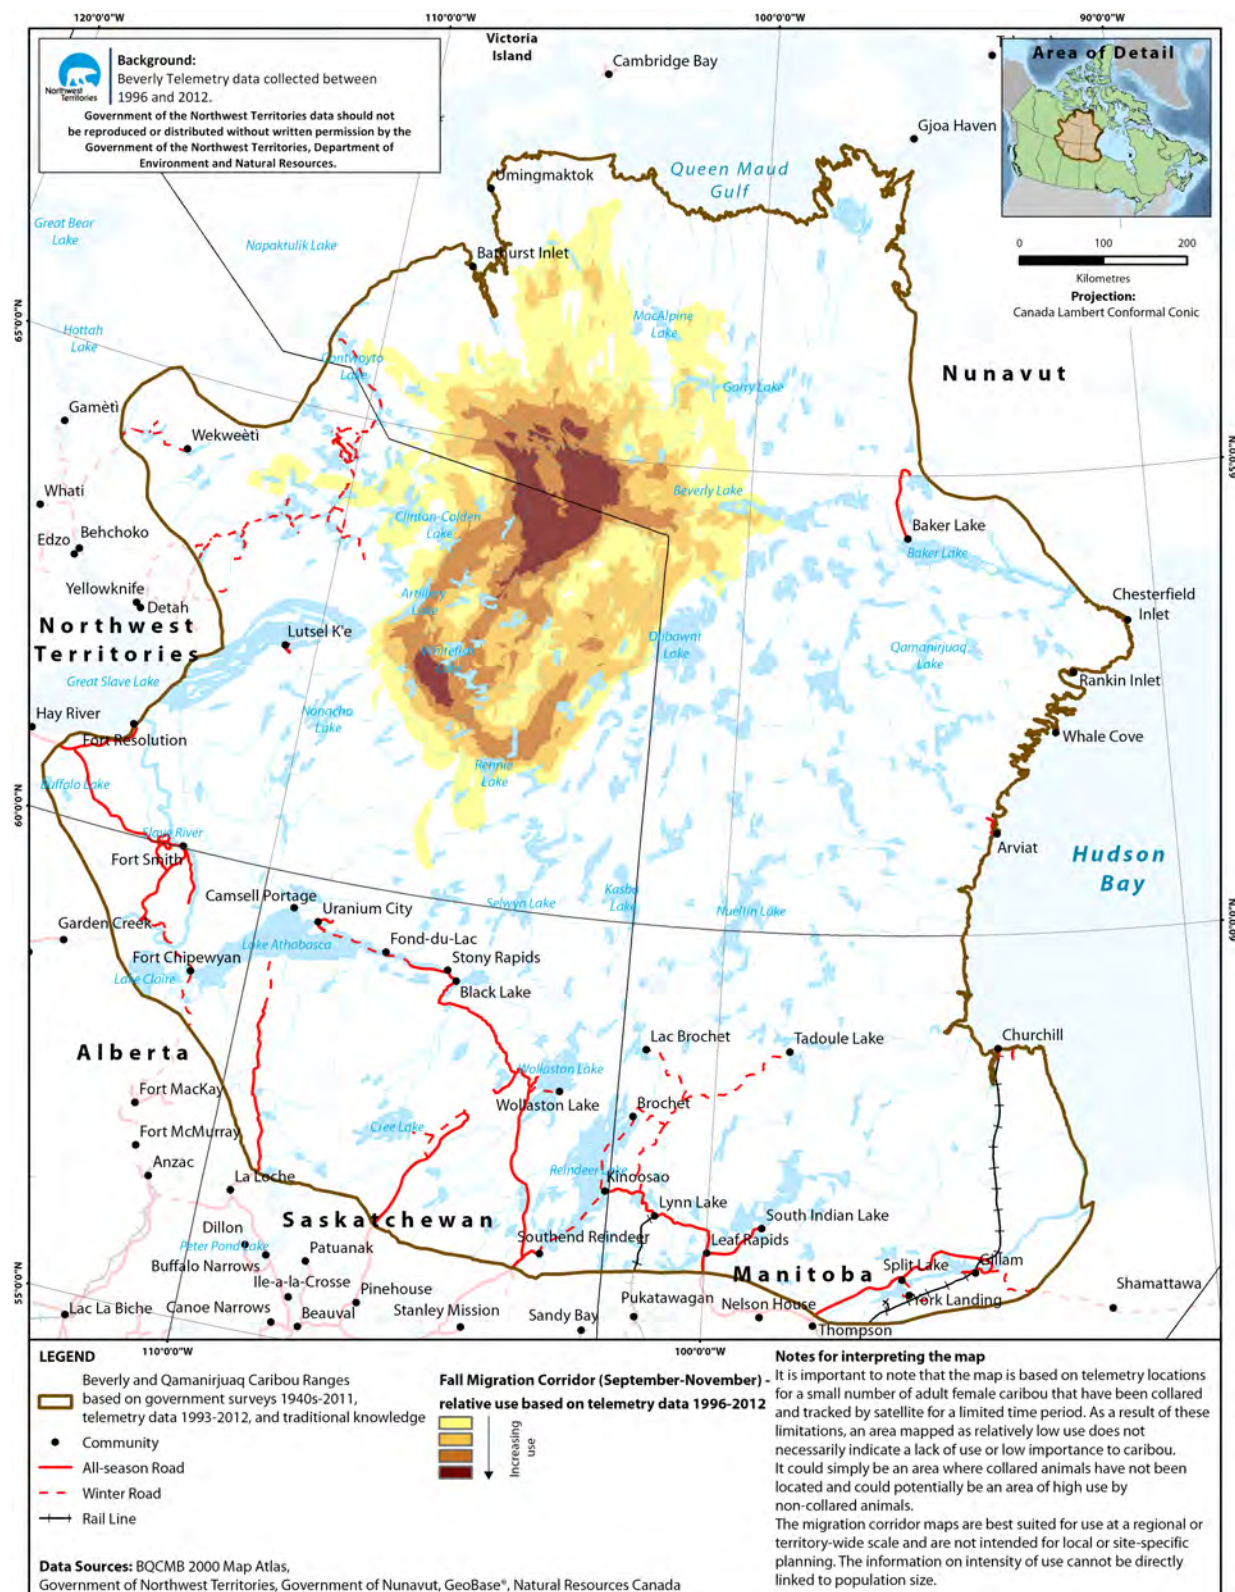 120°0'0"W
110°0'0"W
100°0'0"W
90°0'0"W
Northwest
Territories
Background:
Beverly Telemetry data collected between
1996 and 2012.
Government of the Northwest Territories data should not
be reproduced or distributed without written permission by the
Government of the Northwest Territories, Department of
Environment and Natural Resources.
Victoria
Island
Cambridge Bay
Area of Detail
Gjoa Haven
Queen Maud
Gulf
Umingmaktok
Great Bear
Lake
Napaktulik Lake
Bathurst Inlet
0
100
200
Kilometres
Projection:
Canada Lambert Conformal Conic
65°0'0"N
MacAlpine
Lake
Hottah
Lake
Contwoyto
Lake
Nunavut
Garry Lake
Gamètì
Wekweètì
65°0'0"N
Whati
Beverly Lake
Clinton-Colden
Lake
Behchoko
Edzo
Baker Lake
Baker Lake
Yellowknife
Detah
Artillery
Lake
Chesterfield
Inlet
Northwest
Territories
Lutsel K'e
Dubawnt
Lake
Qamanirjuaq
Lake
Whitefish
Lake
Great Slave Lake
Rankin Inlet
Hay River
Nonacho
Lake
Fort Resolution
Whale Cove
Rennie
Lake
Buffalo Lake
60°0'0"N
Slave River
Fort Smith
Arviat
Hudson
Bay
Camsell Portage
Uranium City
Selwyn Lake
Kasba
Lake
Nueltin Lake
60°0'0"N
Garden Creek
Lake Athabasca
Fond-du-Lac
Fort Chipewyan
Stony Rapids
Lake Claire
Black Lake
Alberta
Lac Brochet
Tadoule Lake
Churchill
Wollaston Lake
Fort MacKay
Wollaston Lake
Brochet
Fort McMurray
Cree Lake
Anzac
Reindeer Lake
La Loche
Kinoosao
Lynn Lake
Saskatchewan
South Indian Lake
Dillon
Peter Pond Lake
Patuanak
Southend Reindeer
Leaf Rapids
Buffalo Narrows
Manitoba
Split Lake
Gillam
55°0'0"N
Ile-a-la-Crosse
Pinehouse
York Landing
Shamattawa
Lac La Biche
Canoe Narrows
Beauval
Stanley Mission
Sandy Bay
Pukatawagan
Nelson House
Thompson
110°0'0"W
100°0'0"W
LEGEND
Beverly and Qamanirjuaq Caribou Ranges
based on government surveys 1940s-2011,
telemetry data 1993-2012, and traditional knowledge
Community
All-season Road
Winter Road
Rail Line
Fall Migration Corridor (September-November) -
relative use based on telemetry data 1996-2012
Increasing
use
Notes for interpreting the map
It is important to note that the map is based on telemetry locations
for a small number of adult female caribou that have been collared
and tracked by satellite for a limited time period. As a result of these
limitations, an area mapped as relatively low use does not
necessarily indicate a lack of use or low importance to caribou.
It could simply be an area where collared animals have not been
located and could potentially be an area of high use by
non-collared animals.
The migration corridor maps are best suited for use at a regional or
territory-wide scale and are not intended for local or site-specific
planning. The information on intensity of use cannot be directly
linked to population size.
Data Sources: BQCMB 2000 Map Atlas,
Government of Northwest Territories, Government of Nunavut, GeoBase®, Natural Resources Canada